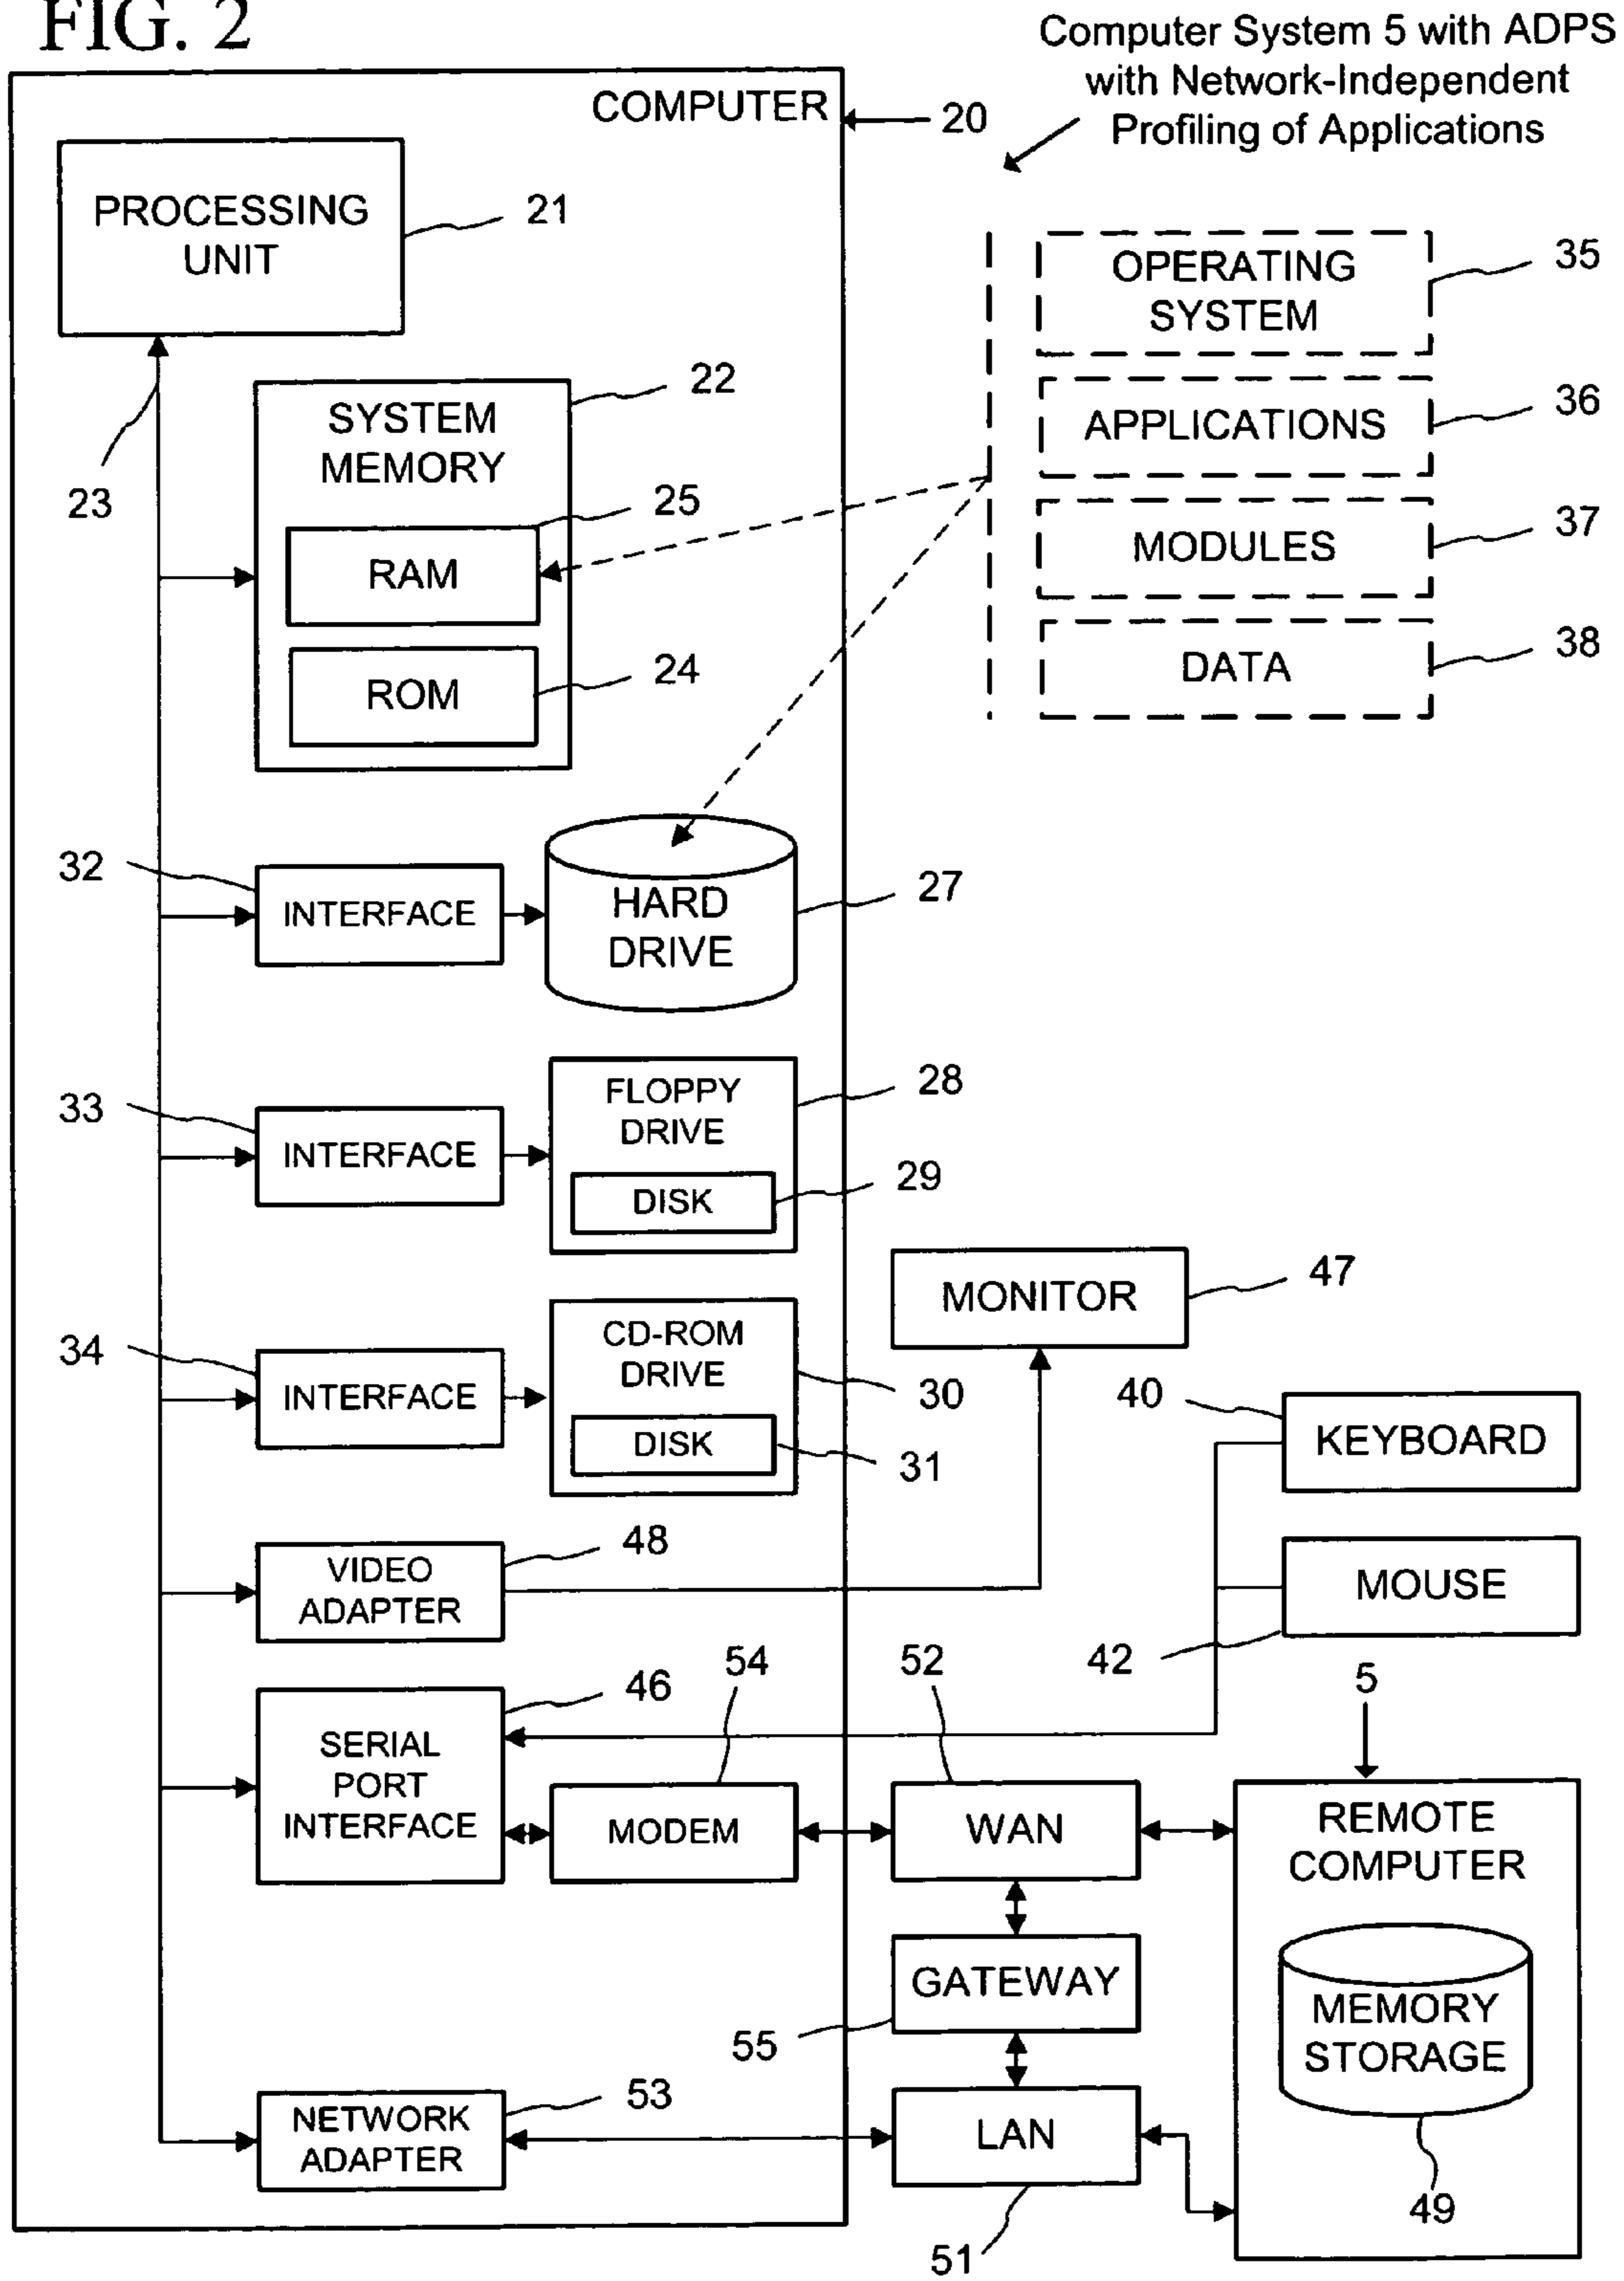 FIG. 2
Computer System 5 with ADPS
with Network-Independent
Profiling of Applications
COMPUTER
20
PROCESSING
UNIT
21
35
OPERATING
SYSTEM
22
SYSTEM
MEMORY
36
APPLICATIONS
23
25
RAM
37
MODULES
24
ROM
38
DATA
32
INTERFACE
HARD
DRIVE
27
33
INTERFACE
FLOPPY
DRIVE
28
DISK
29
MONITOR
47
34
INTERFACE
CD-ROM
DRIVE
30
DISK
31
40
KEYBOARD
VIDEO
ADAPTER
48
MOUSE
42
46
54
52
5
SERIAL
PORT
INTERFACE
MODEM
WAN
REMOTE
COMPUTER
GATEWAY
55
MEMORY
STORAGE
49
NETWORK
ADAPTER
53
LAN
51